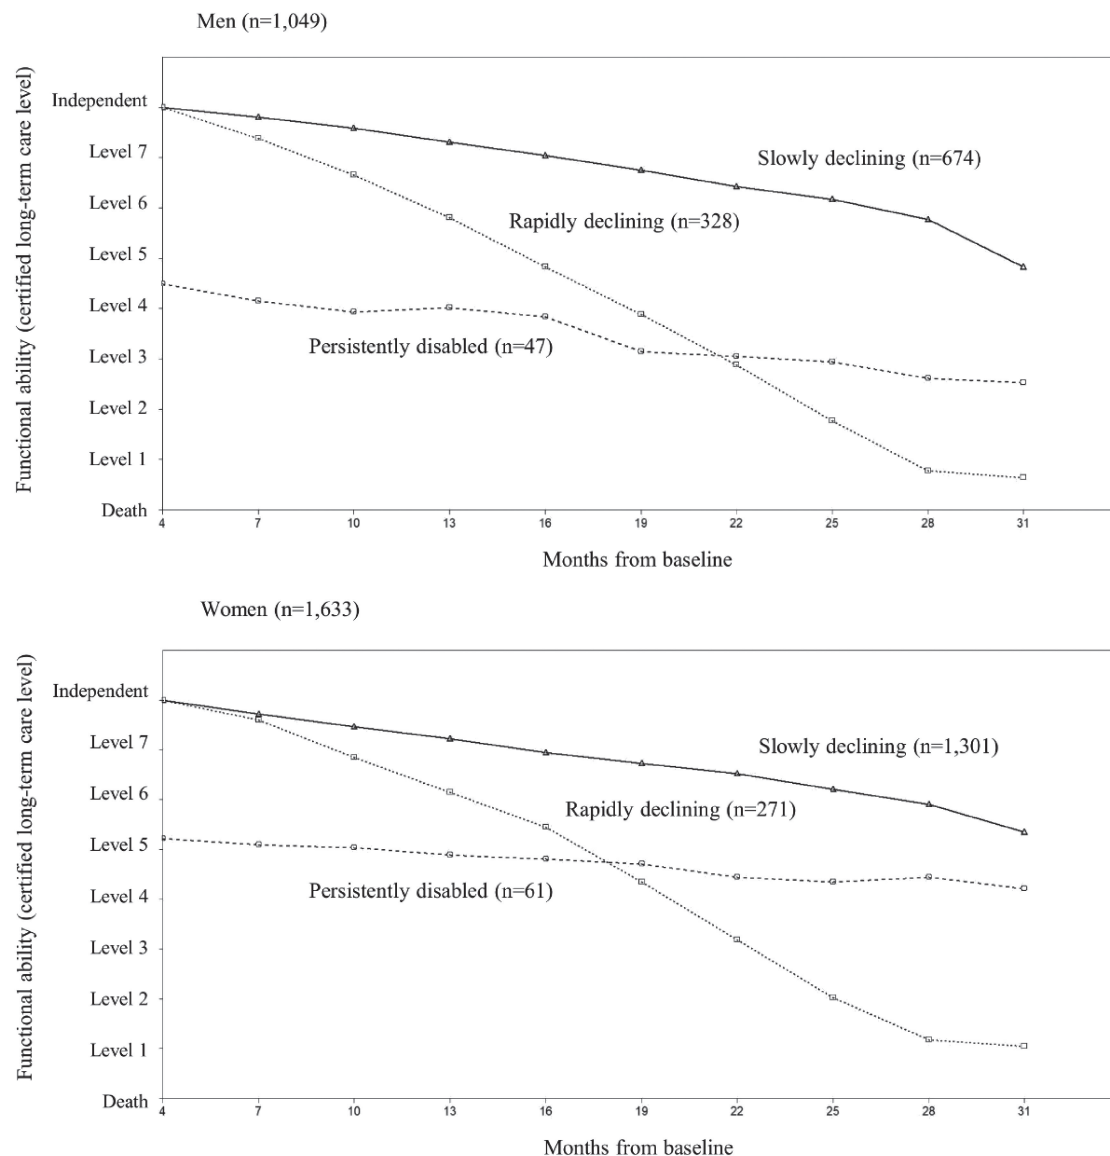 Men (n=1,049)
Functional ability (certified long-term care level)
Independent
Level 7
Level 6
Level 5
Level 4
Level 3
Level 2
Level 1
Death
Slowly declining (n=674)
Rapidly declining (n=328)
Persistently disabled (n=47)
4 7 10 13 16 19 22 25 28 31
Months from baseline
Women (n=1,633)
Functional ability (certified long-term care level)
Independent
Level 7
Level 6
Level 5
Level 4
Level 3
Level 2
Level 1
Death
Slowly declining (n=1,301)
Rapidly declining (n=271)
Persistently disabled (n=61)
4 7 10 13 16 19 22 25 28 31
Months from baseline